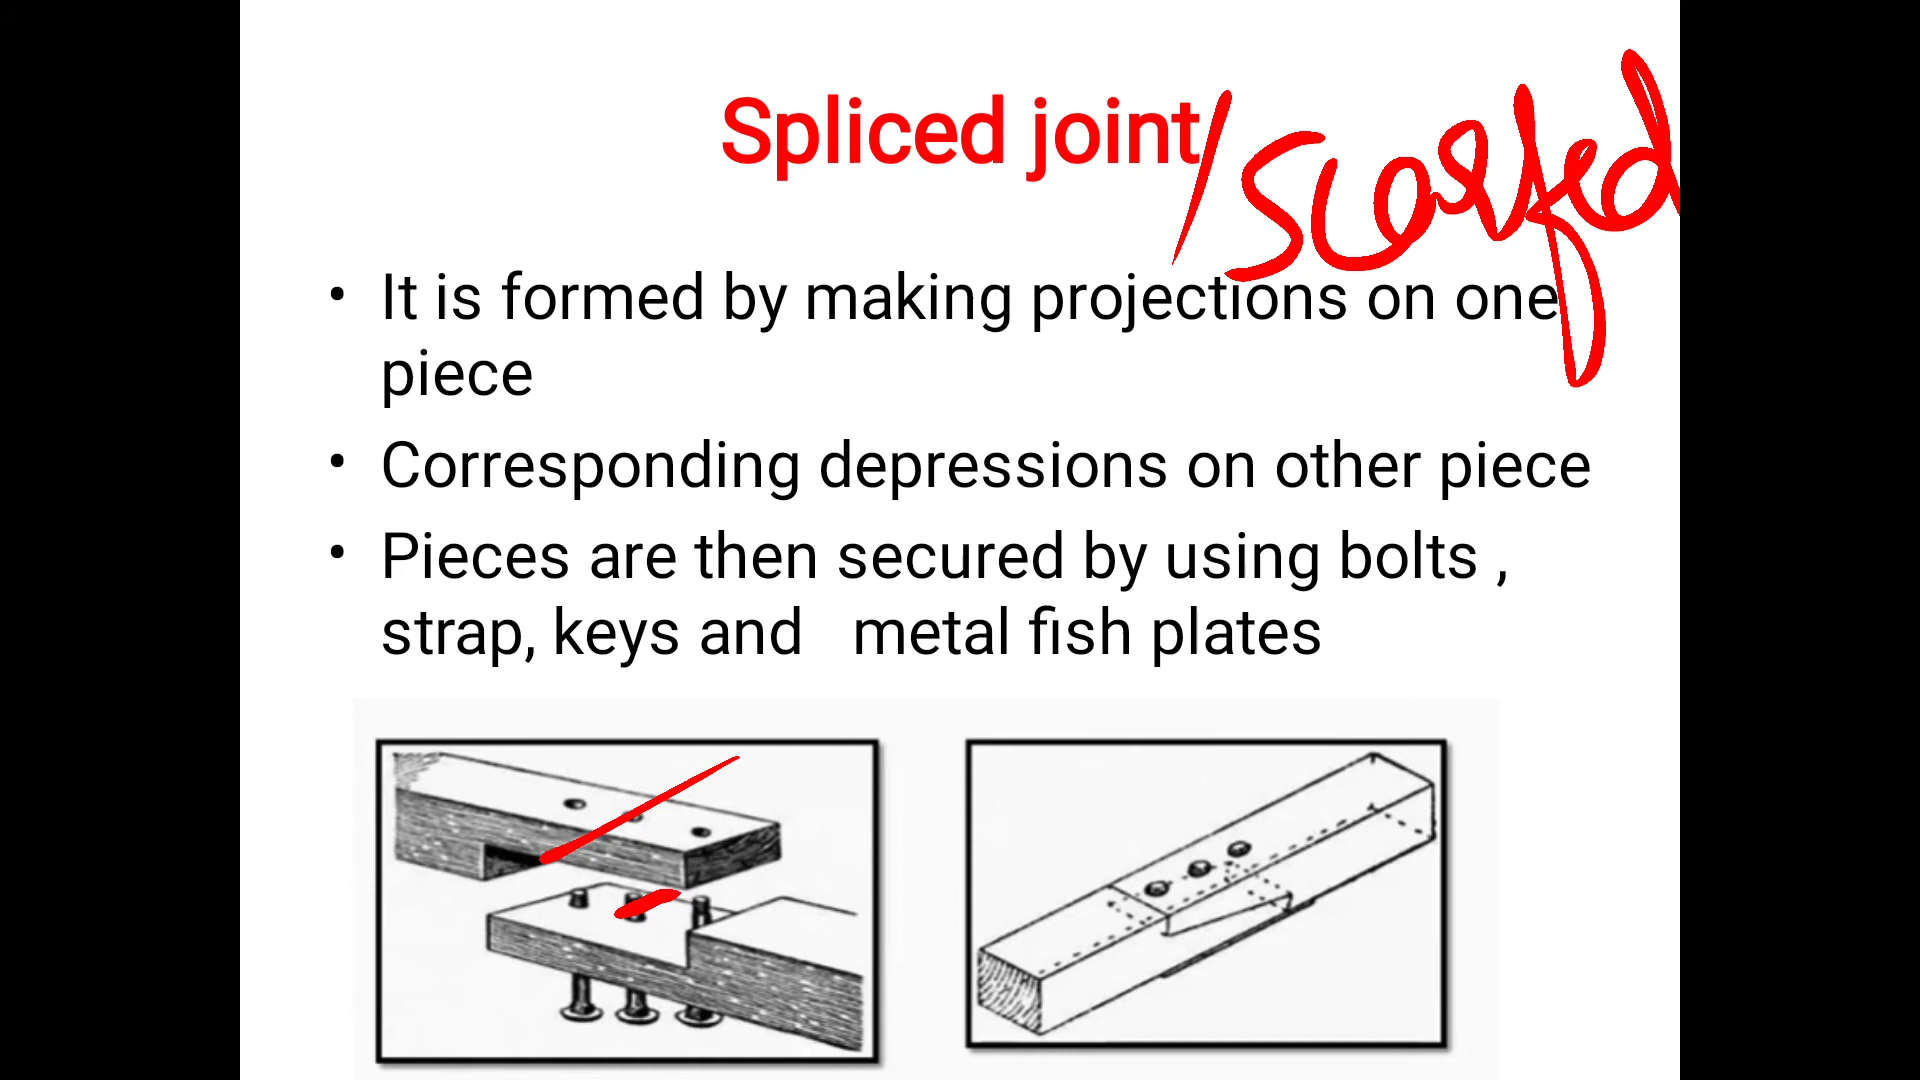 Spliced joint/scarfed
• It is formed by making projections on one
piece
• Corresponding depressions on other piece
• Pieces are then secured by using bolts ,
strap, keys and metal fish plates